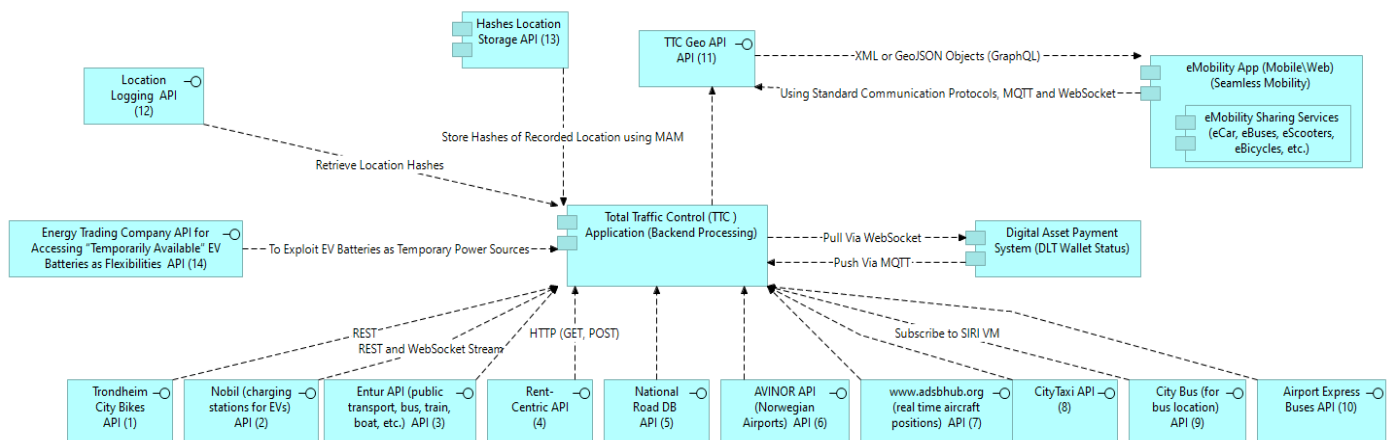 Hashes Location
Storage API (13)
TTC Geo API
API (11)
XML or GeoJSON Objects (GraphQL)
eMobility App (Mobile\Web)
(Seamless Mobility)
Location
Logging API
(12)
Using Standard Communication Protocols, MQTT and WebSocket
eMobility Sharing Services
(eCar, eBuses, eScooters,
eBicycles, etc.)
Store Hashes of Recorded Location using MAM
Retrieve Location Hashes
Energy Trading Company API for
Accessing "Temporarily Available" EV
Batteries as Flexibilities API (14)
To Exploit EV Batteries as Temporary Power Sources
Total Traffic Control (TTC )
Application (Backend Processing)
Pull Via WebSocket
Push Via MQTT
Digital Asset Payment
System (DLT Wallet Status)
REST
REST and WebSocket Stream
HTTP (GET, POST)
Subscribe to SIRI VM
Trondheim
City Bikes
API (1)
Nobil (charging
stations for EVs)
API (2)
Entur API (public
transport, bus, train,
boat, etc.) API (3)
Rent-
Centric API
(4)
National
Road DB
API (5)
AVINOR API
(Norwegian
Airports) API (6)
www.adsbhub.org
(real time aircraft
positions) API (7)
CityTaxi API
(8)
City Bus (for
bus location)
API (9)
Airport Express
Buses API (10)